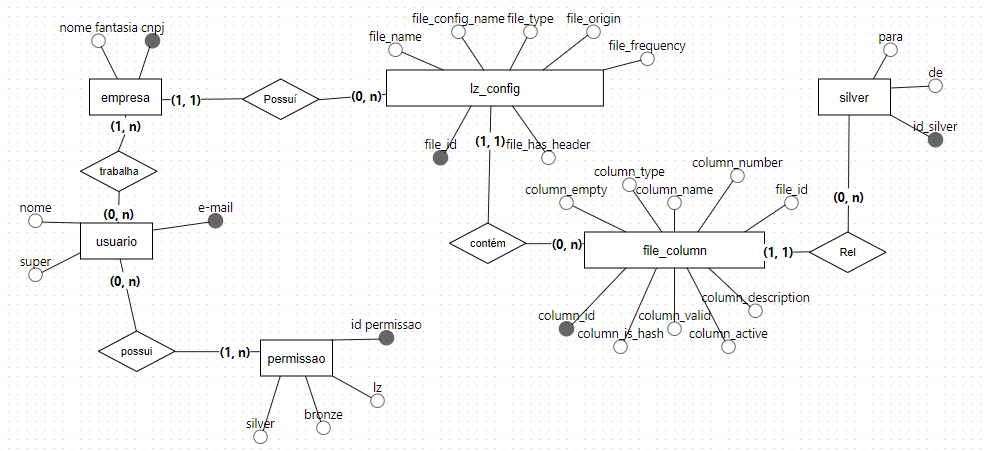 file_config_name file_type file_origin
nome fantasia cnpj
file_name
file_frequency
para
de
empresa
(1, 1)
Possuí
(0, n)
lz_config
silver
id_silver
(1, n)
file_id
(1, 1)
file_has_header
trabalha
column_number
column_type
column_empty
column_name
file_id
(0, n)
nome
(0, n)
e-mail
usuario
contém
(0, n)
file_column
(1, 1)
Rel
super
(0, n)
column_description
column_id
column_valid
column_is_hash
column_active
id permissao
possui
(1, n)
permissao
lz
bronze
silver